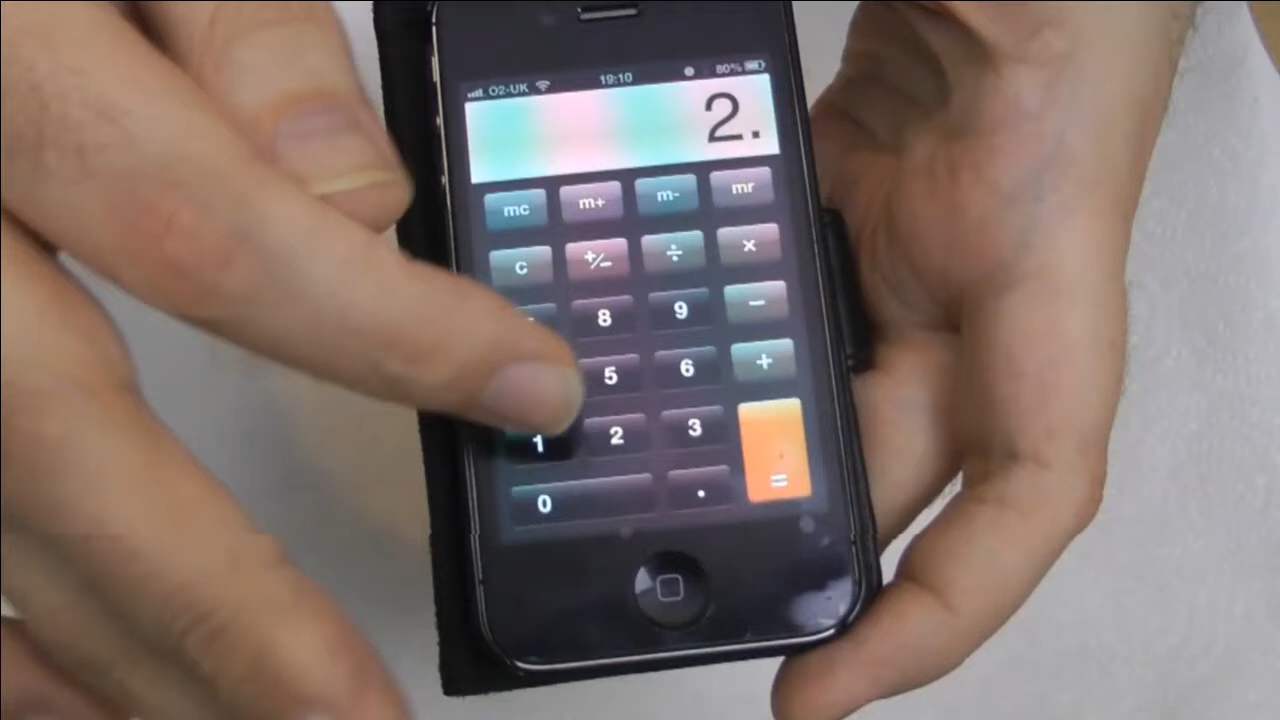 O2-UK 19:10 80%
2.
mc m+ m- mr
c +/- ÷ ×
8 9 −
5 6 +
1 2 3
0 . =